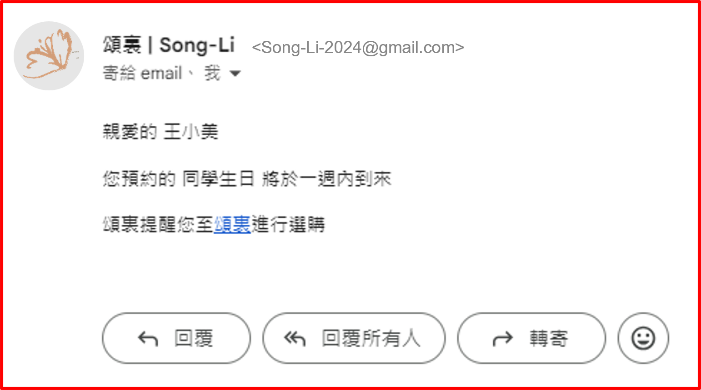 頌裏 | Song-Li <Song-Li-2024@gmail.com>
寄給 email、 我
親愛的 王小美
您預約的 同學生日 將於一週內到來
頌裏提醒您至頌裏進行選購
回覆 回覆所有人 轉寄